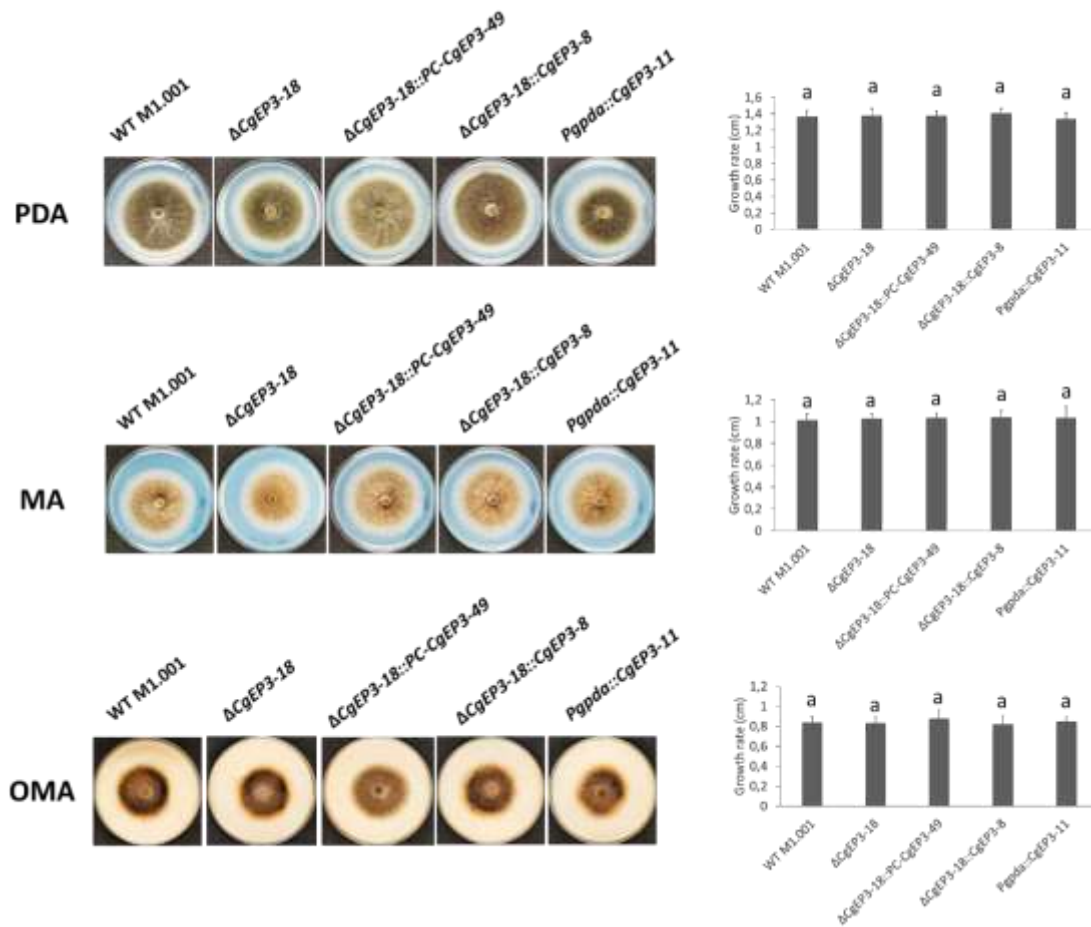 WT M1.001
ΔCgEP3-18
ΔCgEP3-18::PC-CgEP3-49
ΔCgEP3-18::CgEP3-8
Pgpda::CgEP3-11
PDA
Growth rate (cm)
1,6
1,4
1,2
1
0,8
0,6
0,4
0,2
0
a a a a a
WT M1.001
ΔCgEP3-18
ΔCgEP3-18::PC-CgEP3-49
ΔCgEP3-18::CgEP3-8
Pgpda::CgEP3-11
WT M1.001
ΔCgEP3-18
ΔCgEP3-18::PC-CgEP3-49
ΔCgEP3-18::CgEP3-8
Pgpda::CgEP3-11
MA
Growth rate (cm)
1,2
1
0,8
0,6
0,4
0,2
0
a a a a a
WT M1.001
ΔCgEP3-18
ΔCgEP3-18::PC-CgEP3-49
ΔCgEP3-18::CgEP3-8
Pgpda::CgEP3-11
WT M1.001
ΔCgEP3-18
ΔCgEP3-18::PC-CgEP3-49
ΔCgEP3-18::CgEP3-8
Pgpda::CgEP3-11
OMA
Growth rate (cm)
1,2
1
0,8
0,6
0,4
0,2
0
a a a a a
WT M1.001
ΔCgEP3-18
ΔCgEP3-18::PC-CgEP3-49
ΔCgEP3-18::CgEP3-8
Pgpda::CgEP3-11